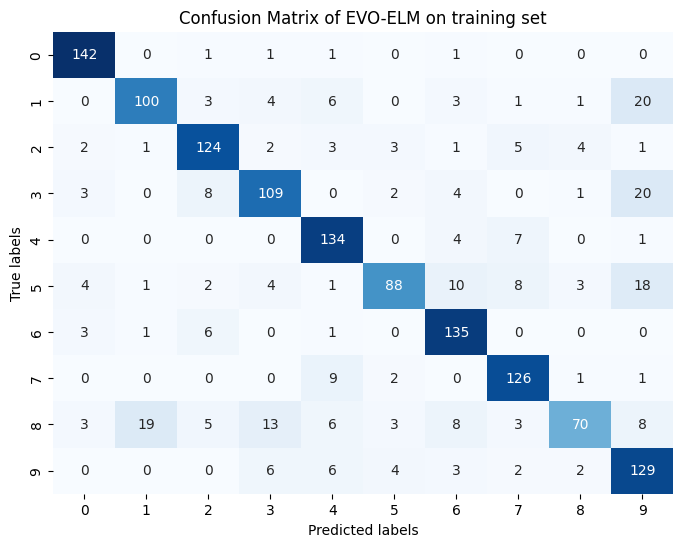 Confusion Matrix of EVO-ELM on training set
0 142 0 1 1 1 0 1 0 0 0
1 0 100 3 4 6 0 3 1 1 20
2 2 1 124 2 3 3 1 5 4 1
3 3 0 8 109 0 2 4 0 1 20
4 0 0 0 0 134 0 4 7 0 1
5 4 1 2 4 1 88 10 8 3 18
6 3 1 6 0 1 0 135 0 0 0
7 0 0 0 0 9 2 0 126 1 1
8 3 19 5 13 6 3 8 3 70 8
9 0 0 0 6 6 4 3 2 2 129
0 1 2 3 4 5 6 7 8 9
True labels
Predicted labels